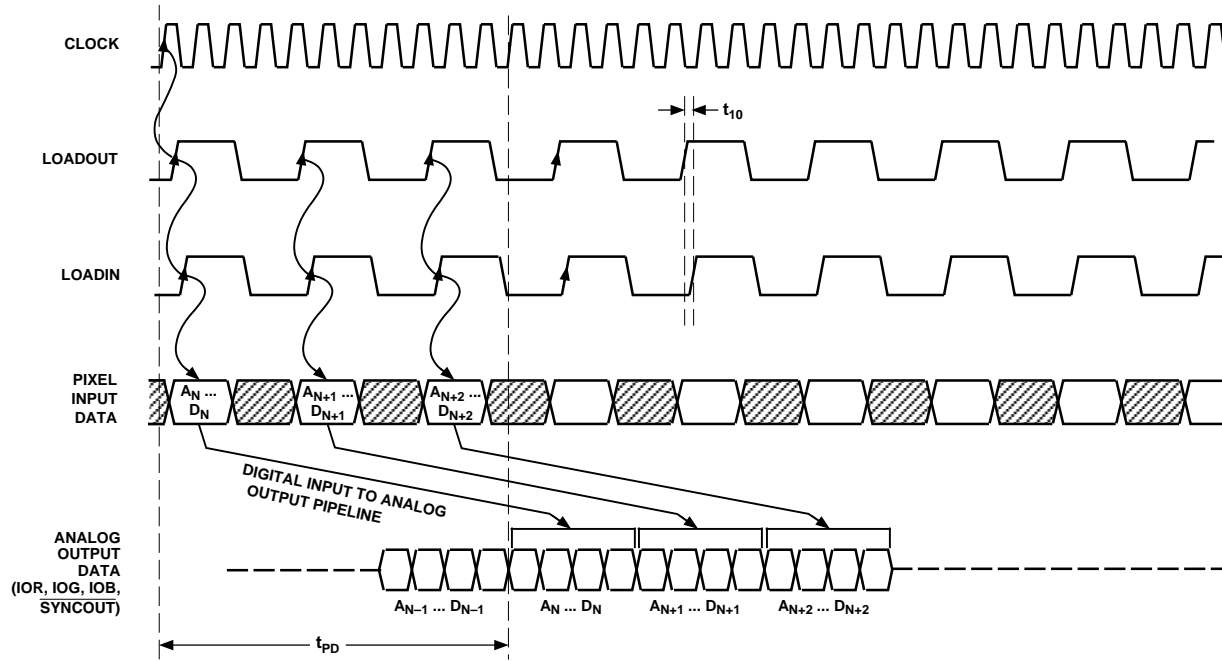 CLOCK
t10
LOADOUT
LOADIN
PIXEL
INPUT
DATA
AN ...
DN
AN+1 ...
DN+1
AN+2 ...
DN+2
DIGITAL INPUT TO ANALOG
OUTPUT PIPELINE
ANALOG
OUTPUT
DATA
(IOR, IOG, IOB,
SYNCOUT)
AN–1 ... DN–1
AN ... DN
AN+1 ... DN+1
AN+2 ... DN+2
tPD